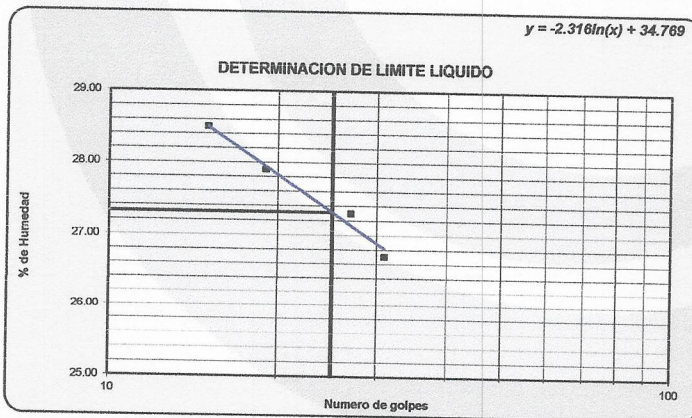 y = -2.316ln(x) + 34.769
DETERMINACION DE LIMITE LIQUIDO
29.00
28.00
27.00
26.00
25.00
% de Humedad
10
100
Numero de golpes